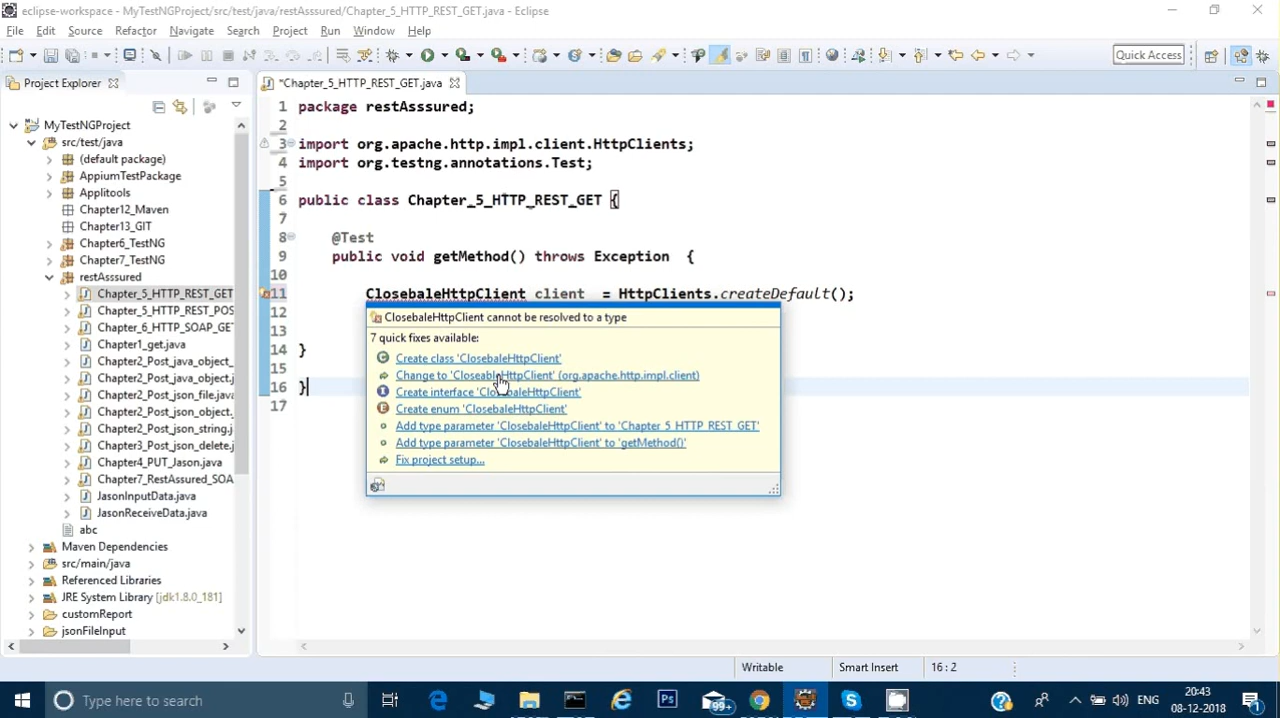 eclipse-workspace - MyTestNGProject/src/test/java/restAsssured/Chapter_5_HTTP_REST_GET.java - Eclipse
File Edit Source Refactor Navigate Search Project Run Window Help
Quick Access
Project Explorer
*Chapter_5_HTTP_REST_GET.java
MyTestNGProject
src/test/java
(default package)
AppiumTestPackage
Applitools
Chapter12_Maven
Chapter13_GIT
Chapter6_TestNG
Chapter7_TestNG
restAsssured
Chapter_5_HTTP_REST_GET
Chapter_5_HTTP_REST_POS
Chapter_6_HTTP_SOAP_GE
Chapter1_get.java
Chapter2_Post_java_object_
Chapter2_Post_java_object.
Chapter2_Post_json_file.java
Chapter2_Post_json_object.
Chapter2_Post_json_string.j
Chapter3_Post_json_delete.j
Chapter4_PUT_Jason.java
Chapter7_RestAssured_SOA
JasonInputData.java
JasonReceiveData.java
abc
Maven Dependencies
src/main/java
Referenced Libraries
JRE System Library [jdk1.8.0_181]
customReport
jsonFileInput
1 package restAsssured;
2
3 import org.apache.http.impl.client.HttpClients;
4 import org.testng.annotations.Test;
5
6 public class Chapter_5_HTTP_REST_GET {
7
8 @Test
9 public void getMethod() throws Exception {
10
11 ClosebaleHttpClient client = HttpClients.createDefault();
12
13
14 }
15
16 }
17
ClosebaleHttpClient cannot be resolved to a type
7 quick fixes available:
Create class 'ClosebaleHttpClient'
Change to 'CloseableHttpClient' (org.apache.http.impl.client)
Create interface 'ClosebaleHttpClient'
Create enum 'ClosebaleHttpClient'
Add type parameter 'ClosebaleHttpClient' to 'Chapter_5_HTTP_REST_GET'
Add type parameter 'ClosebaleHttpClient' to 'getMethod()'
Fix project setup...
Writable Smart Insert 16 : 2
Type here to search
Ps
99+
ENG
20:43
08-12-2018
1